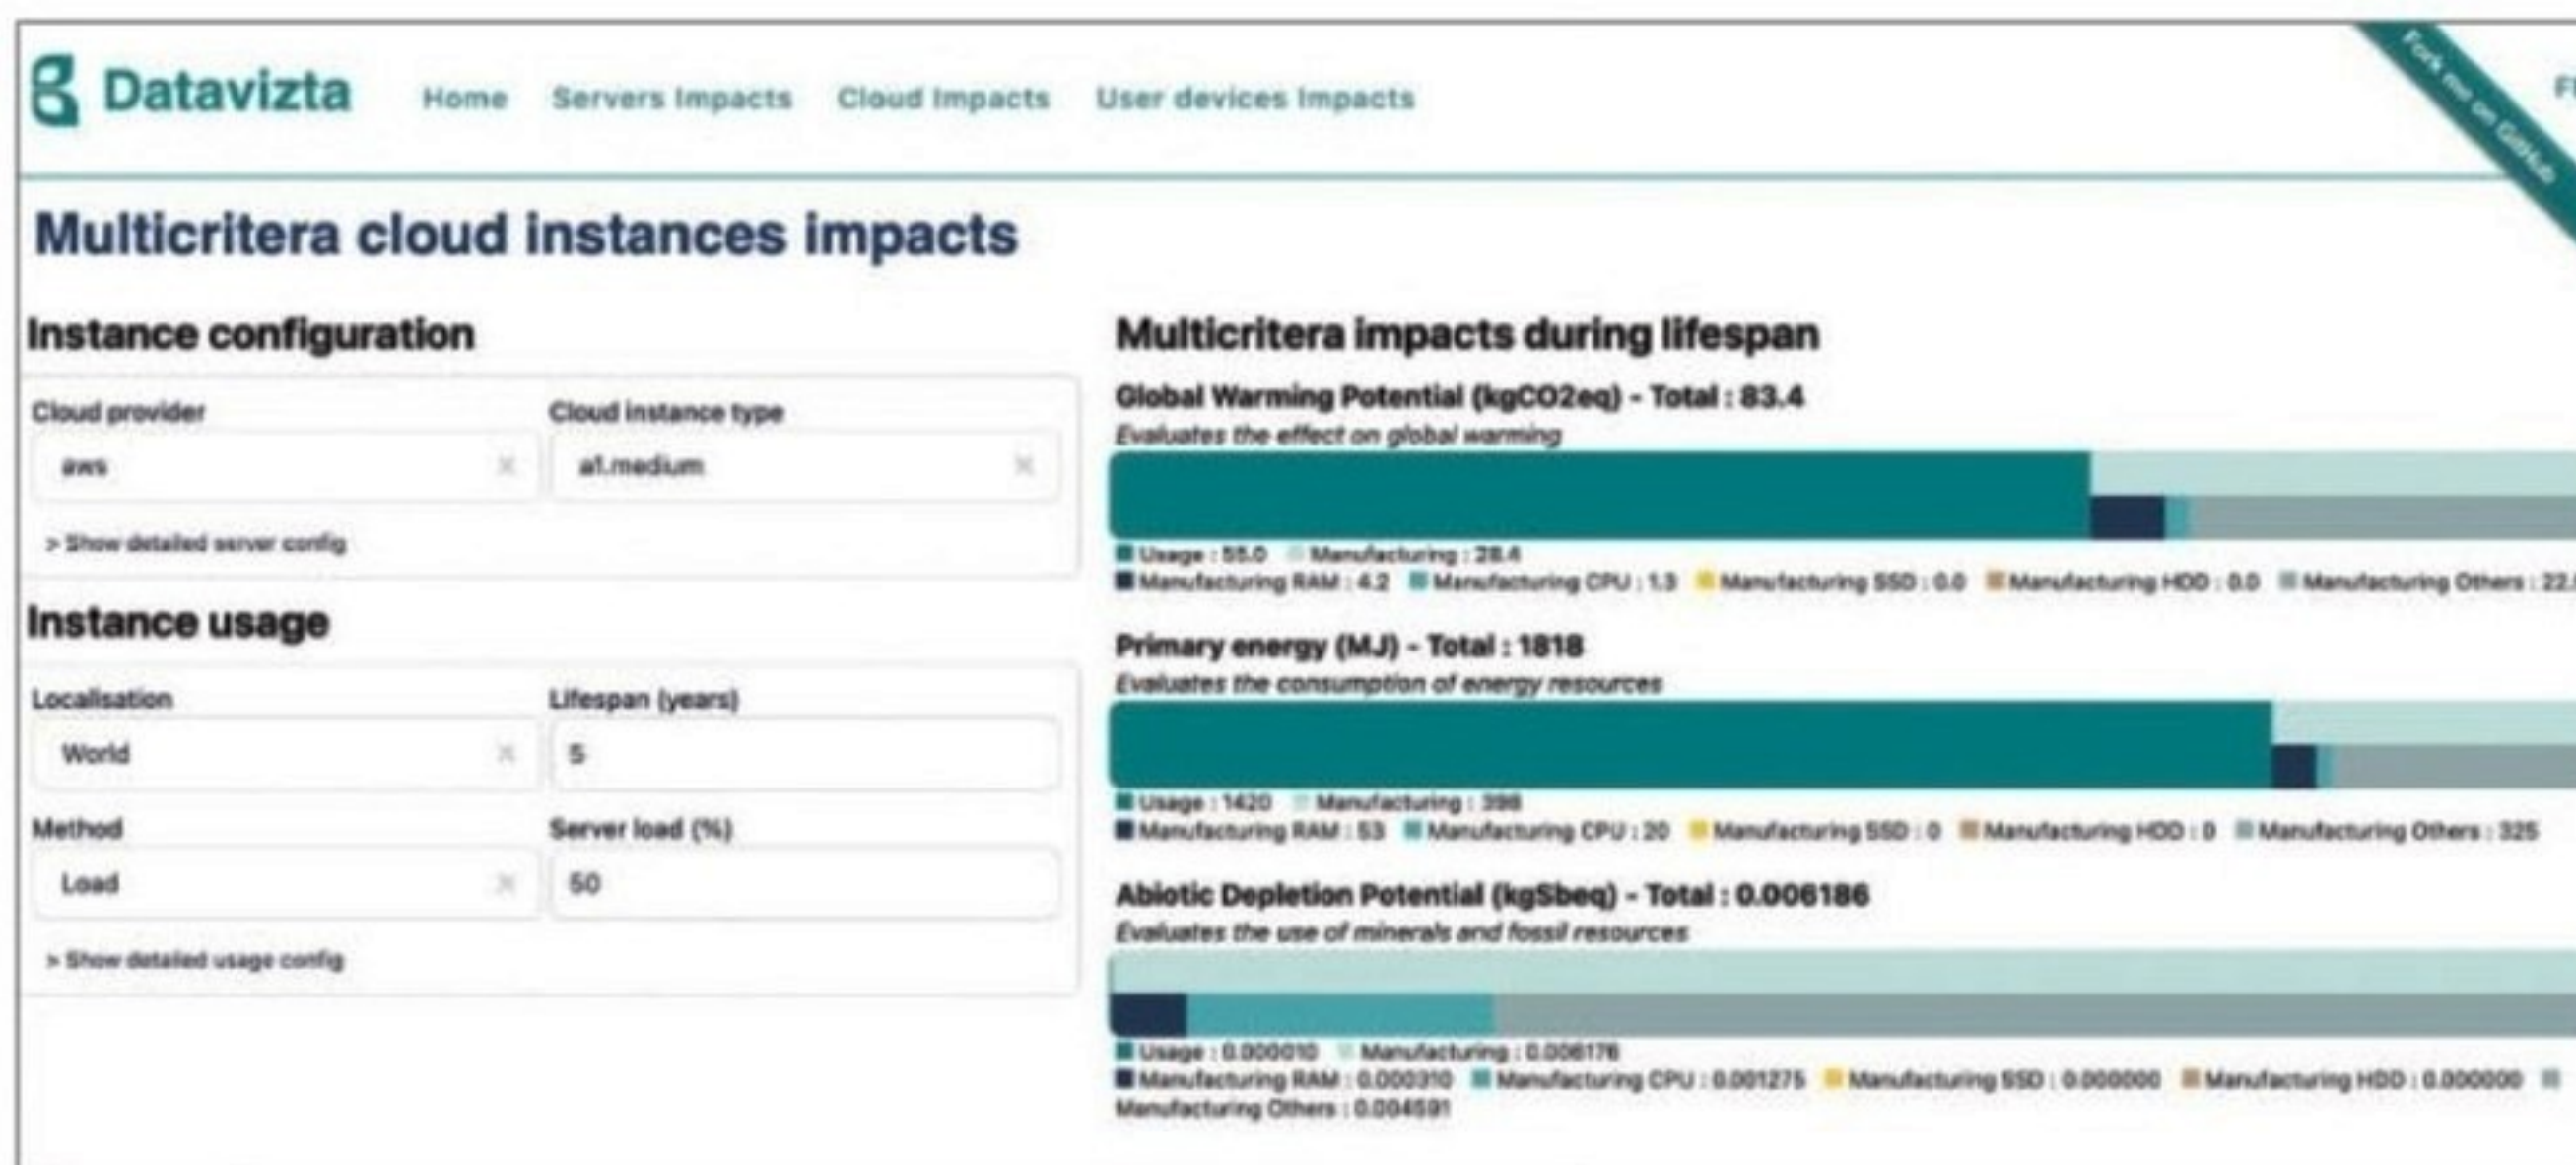 Datavizta Home Servers Impacts Cloud Impacts User devices Impacts
Fork me on GitHub
Multicritera cloud instances impacts
Instance configuration
Cloud provider Cloud instance type
aws × a1.medium ×
> Show detailed server config
Instance usage
Localisation Lifespan (years)
World × 5
Method Server load (%)
Load × 50
> Show detailed usage config
Multicritera impacts during lifespan
Global Warming Potential (kgCO2eq) - Total : 83.4
Evaluates the effect on global warming
Usage : 55.0 Manufacturing : 28.4
Manufacturing RAM : 4.2 Manufacturing CPU : 1.3 Manufacturing SSD : 0.0 Manufacturing HDD : 0.0 Manufacturing Others :
Primary energy (MJ) - Total : 1818
Evaluates the consumption of energy resources
Usage : 1420 Manufacturing : 398
Manufacturing RAM : 53 Manufacturing CPU : 20 Manufacturing SSD : 0 Manufacturing HDD : 0 Manufacturing Others : 325
Abiotic Depletion Potential (kgSbeq) - Total : 0.006186
Evaluates the use of minerals and fossil resources
Usage : 0.000010 Manufacturing : 0.006176
Manufacturing RAM : 0.000310 Manufacturing CPU : 0.001275 Manufacturing SSD : 0.000000 Manufacturing HDD : 0.000000
Manufacturing Others : 0.004591